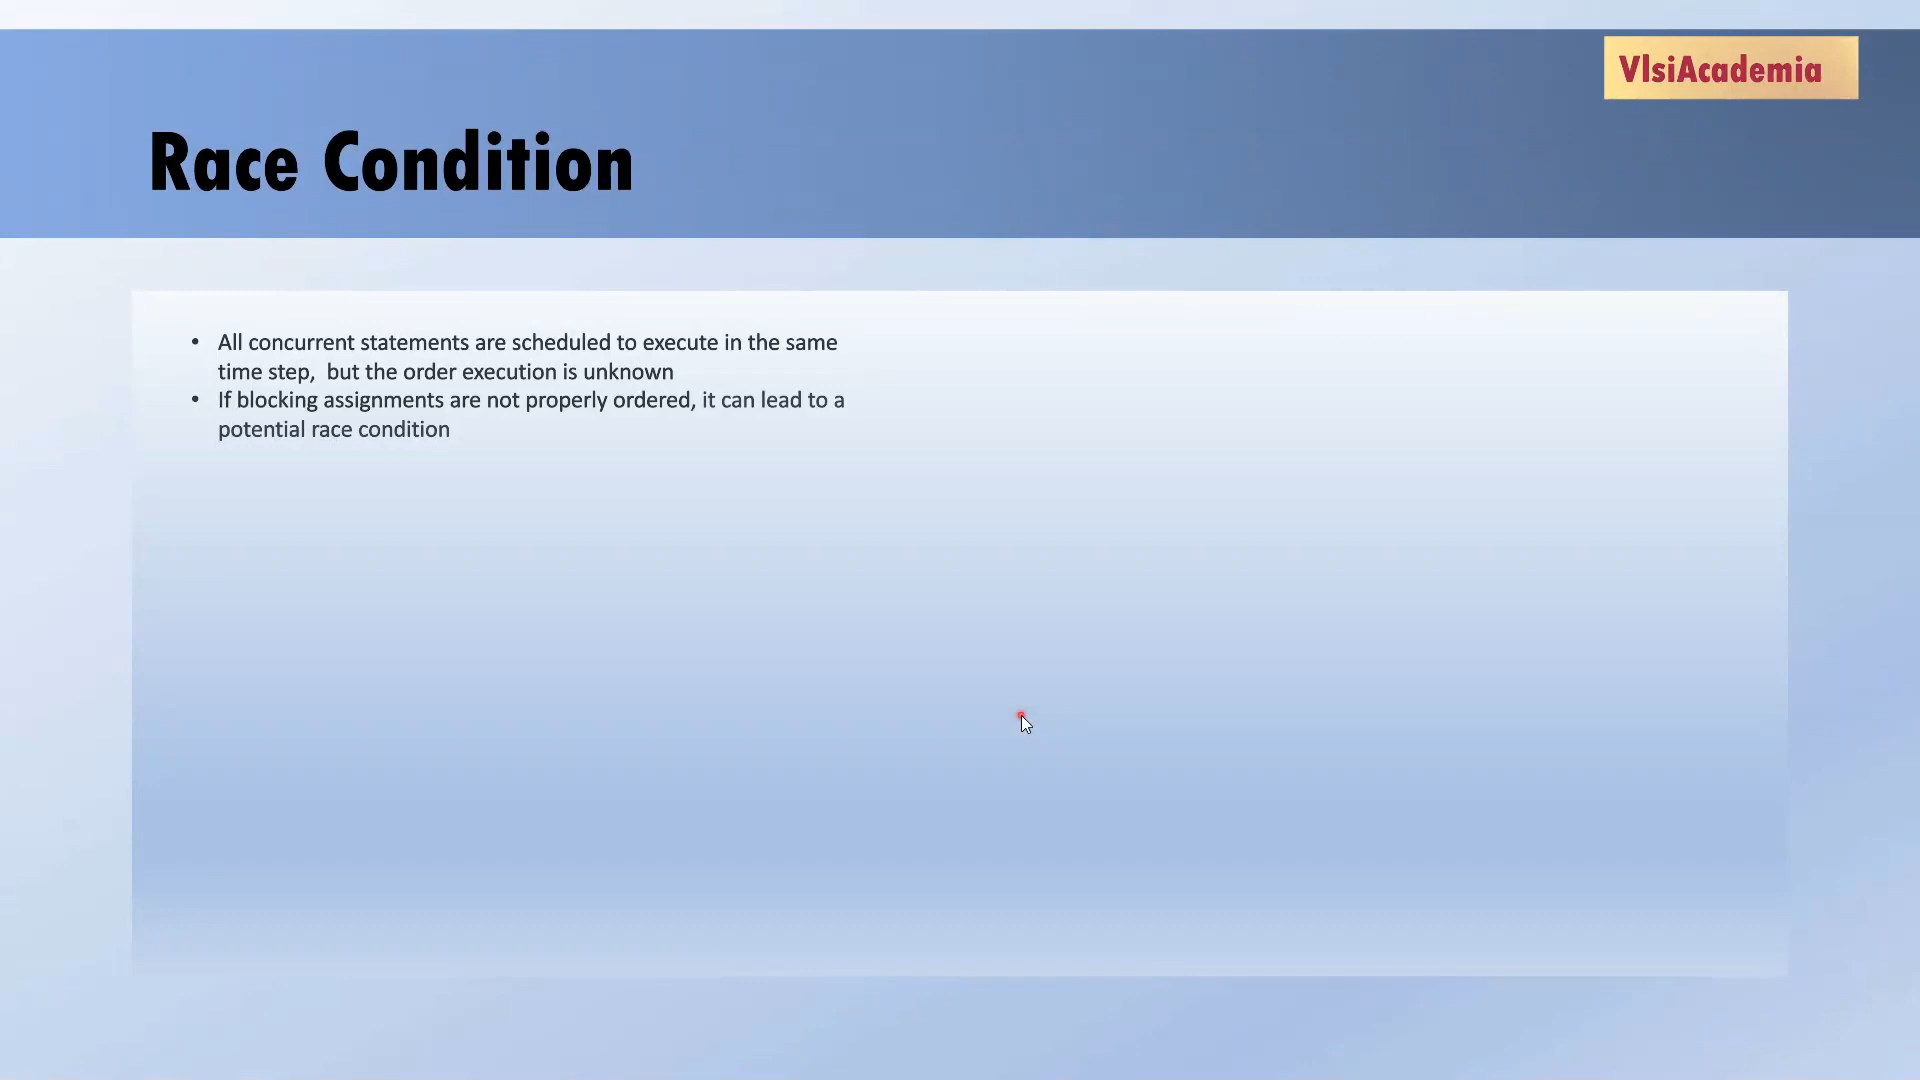 VlsiAcademia
Race Condition
• All concurrent statements are scheduled to execute in the same
time step,  but the order execution is unknown
• If blocking assignments are not properly ordered, it can lead to a
potential race condition